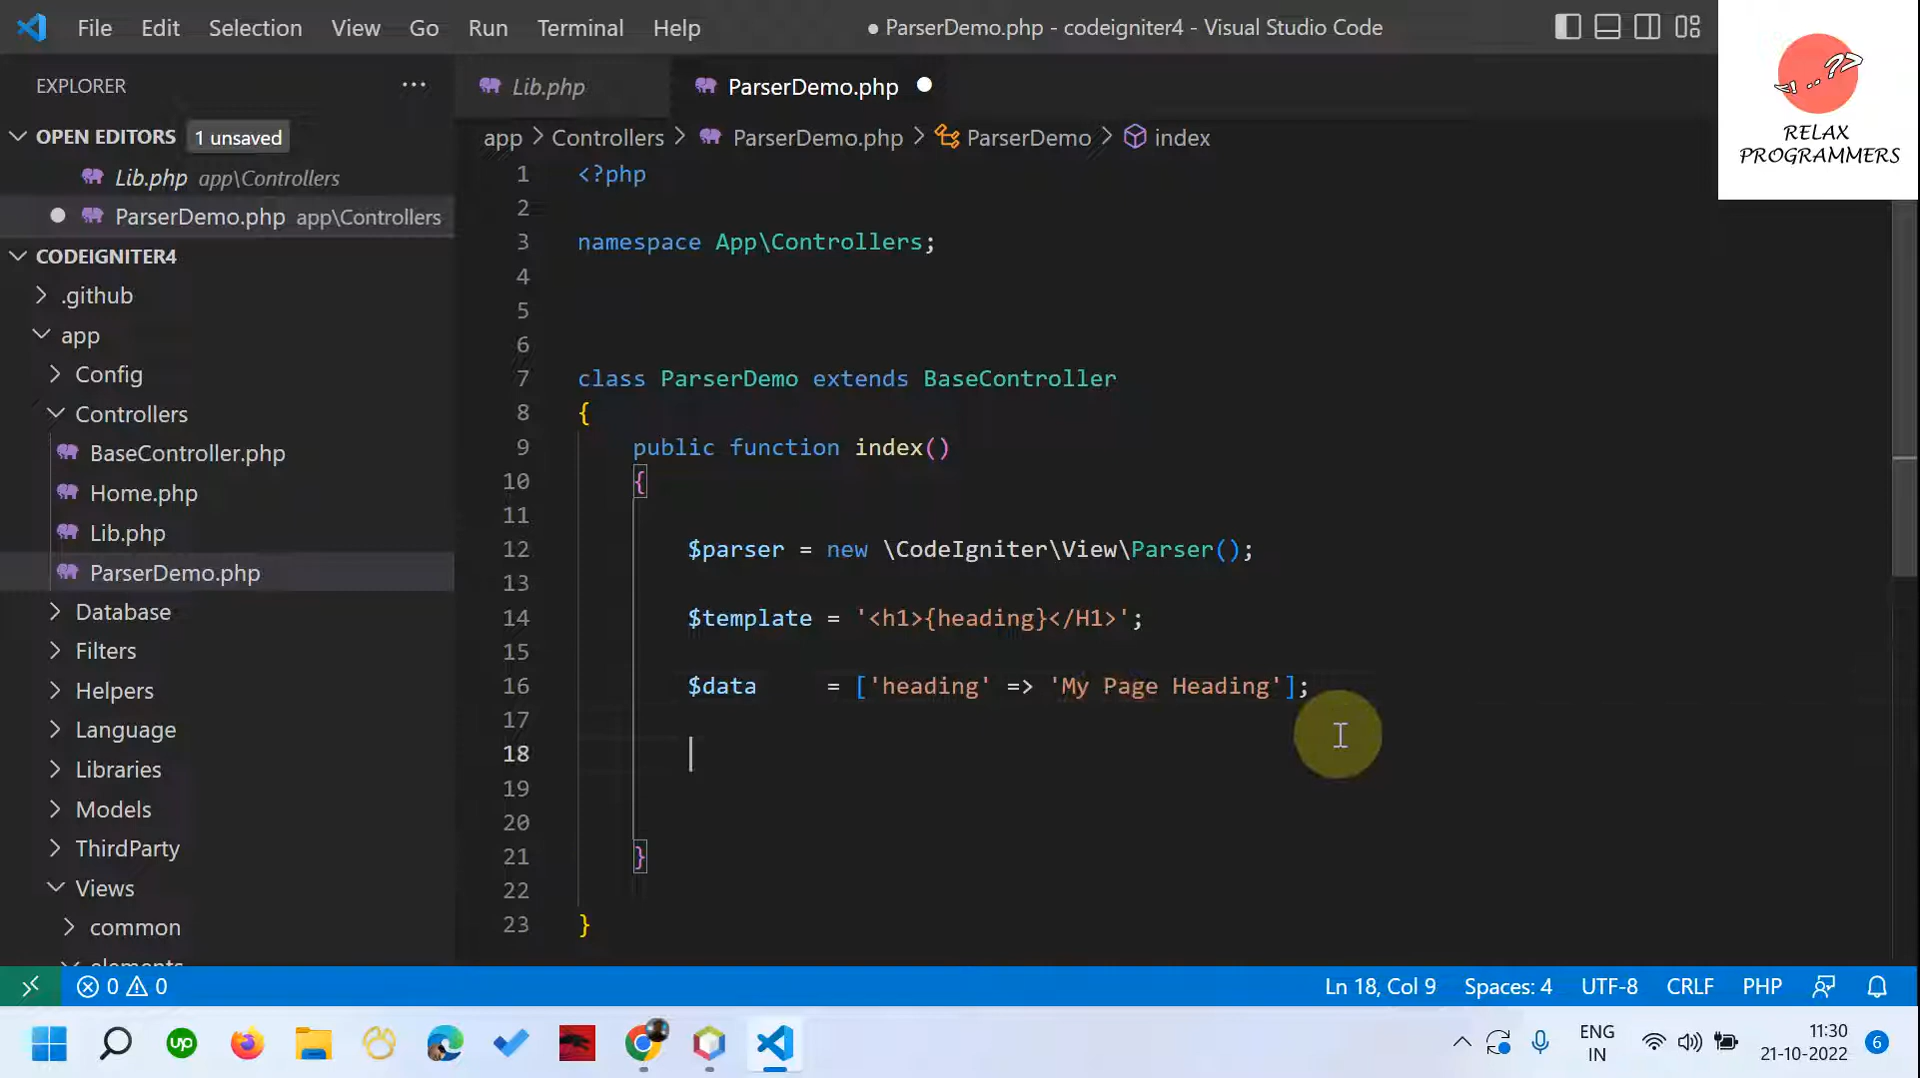 File Edit Selection View Go Run Terminal Help
● ParserDemo.php - codeigniter4 - Visual Studio Code
<! .. ??>
RELAX
PROGRAMMERS
EXPLORER ...
OPEN EDITORS 1 unsaved
Lib.php app\Controllers
ParserDemo.php app\Controllers
CODEIGNITER4
.github
app
Config
Controllers
BaseController.php
Home.php
Lib.php
ParserDemo.php
Database
Filters
Helpers
Language
Libraries
Models
ThirdParty
Views
common
elements
Lib.php
ParserDemo.php
app > Controllers > ParserDemo.php > ParserDemo > index
1 <?php
2
3 namespace App\Controllers;
4
5
6
7 class ParserDemo extends BaseController
8 {
9 public function index()
10 {
11
12 $parser = new \CodeIgniter\View\Parser();
13
14 $template = '<h1>{heading}</H1>';
15
16 $data = ['heading' => 'My Page Heading'];
17
18
19
20
21 }
22
23 }
0 0
Ln 18, Col 9 Spaces: 4 UTF-8 CRLF PHP
up
ENG
IN
11:30
21-10-2022
6